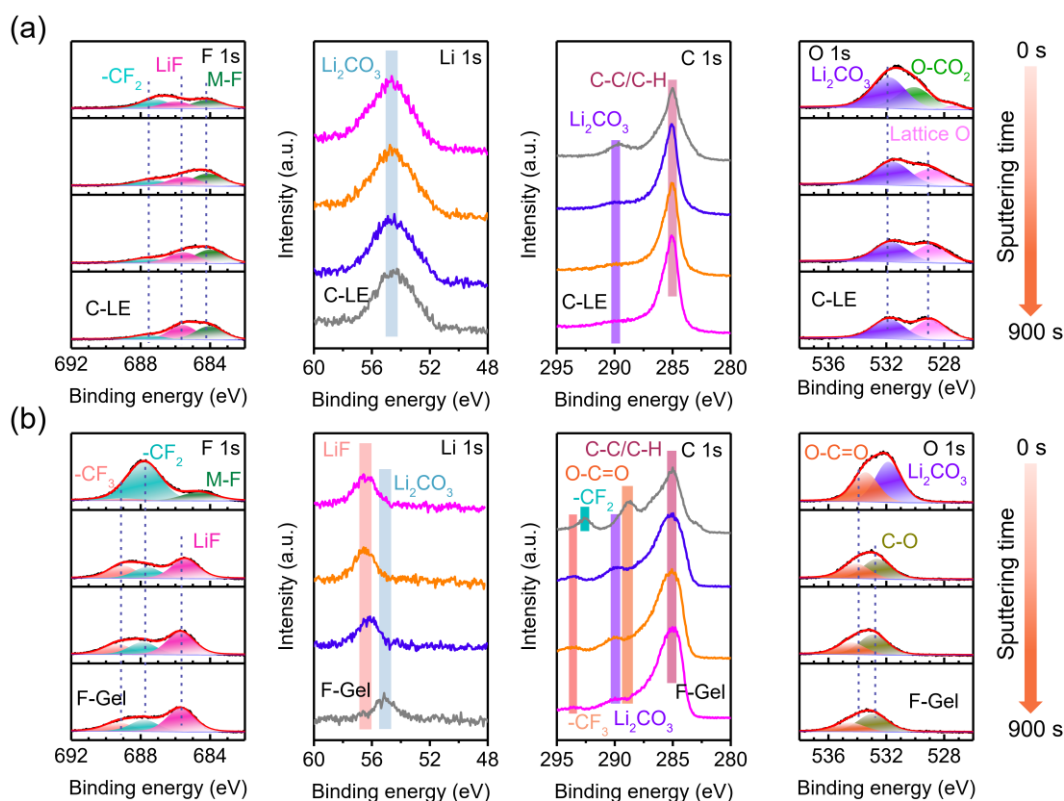 (a)
F 1s
-CF₂
LiF
M-F
C-LE
692 688 684
Binding energy (eV)
Intensity (a.u.)
Li 1s
Li₂CO₃
C-LE
60 56 52 48
Binding energy (eV)
Intensity (a.u.)
C 1s
C-C/C-H
Li₂CO₃
C-LE
295 290 285 280
Binding energy (eV)
O 1s
Li₂CO₃
O-CO₂
Lattice O
C-LE
536 532 528
Binding energy (eV)
0 s
Sputtering time
900 s
(b)
F 1s
-CF₂
-CF₃
M-F
LiF
F-Gel
692 688 684
Binding energy (eV)
Intensity (a.u.)
Li 1s
LiF
Li₂CO₃
F-Gel
60 56 52 48
Binding energy (eV)
Intensity (a.u.)
C 1s
C-C/C-H
O-C=O
-CF₂
F-Gel
-CF₃
Li₂CO₃
295 290 285 280
Binding energy (eV)
O 1s
O-C=O
Li₂CO₃
C-O
F-Gel
536 532 528
Binding energy (eV)
0 s
Sputtering time
900 s